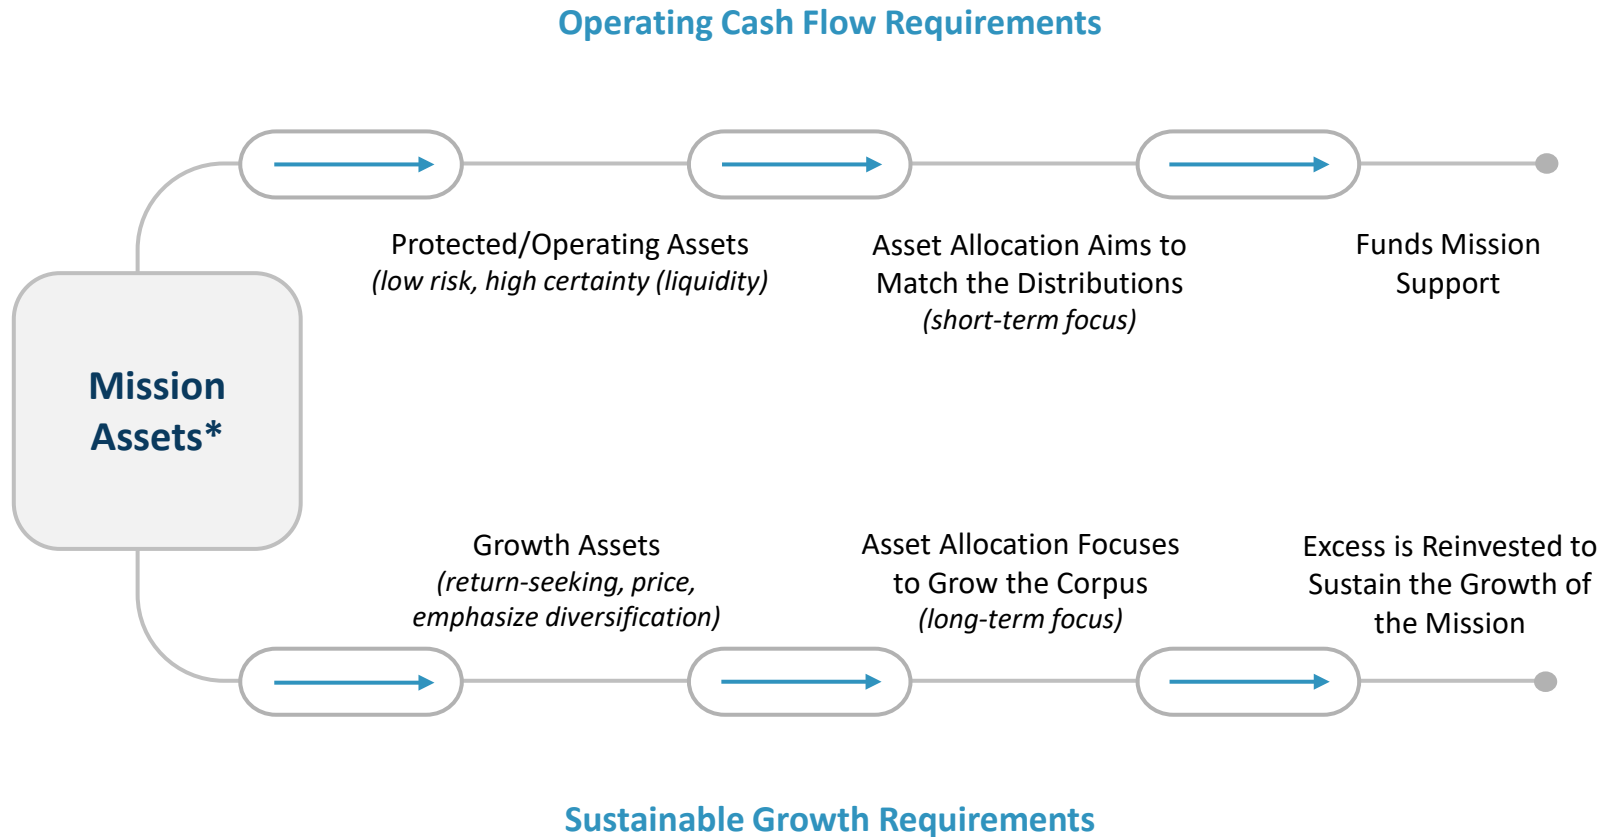 Operating Cash Flow Requirements
Protected/Operating Assets
(low risk, high certainty (liquidity)
Asset Allocation Aims to
Match the Distributions
(short-term focus)
Funds Mission
Support
Mission
Assets*
Growth Assets
(return-seeking, price,
emphasize diversification)
Asset Allocation Focuses
to Grow the Corpus
(long-term focus)
Excess is Reinvested to
Sustain the Growth of
the Mission
Sustainable Growth Requirements